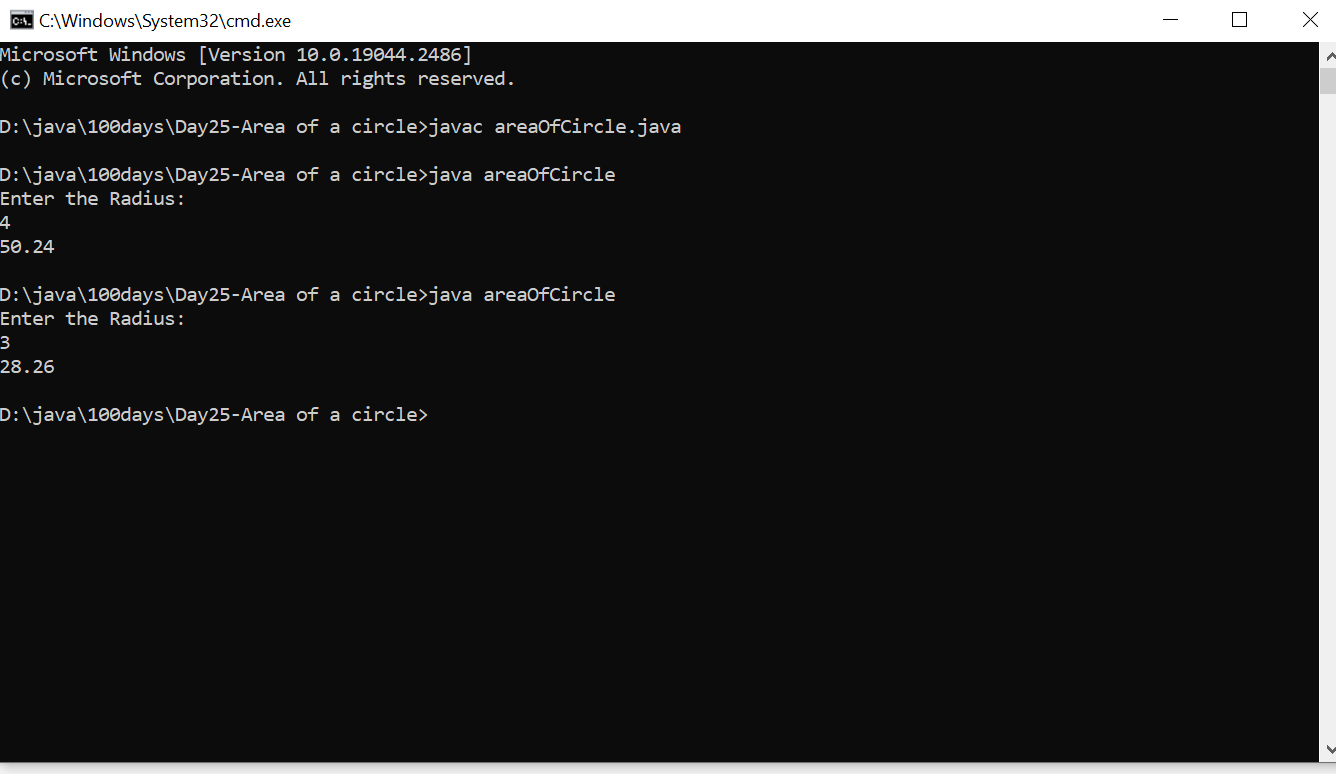 C:\Windows\System32\cmd.exe
Microsoft Windows [Version 10.0.19044.2486]
(c) Microsoft Corporation. All rights reserved.
D:\java\100days\Day25-Area of a circle>javac areaOfCircle.java
D:\java\100days\Day25-Area of a circle>java areaOfCircle
Enter the Radius:
4
50.24
D:\java\100days\Day25-Area of a circle>java areaOfCircle
Enter the Radius:
3
28.26
D:\java\100days\Day25-Area of a circle>